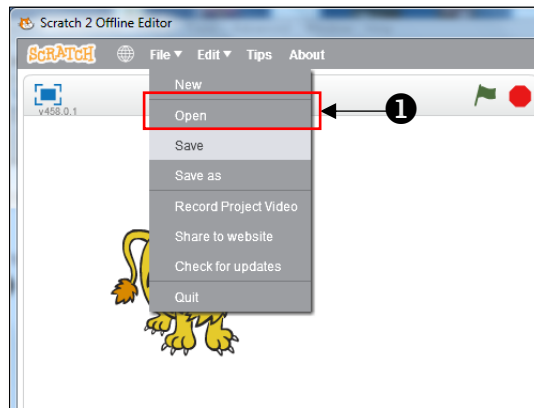 Scratch 2 Offline Editor
SCRATCH File ▼ Edit ▼ Tips About
v458.0.1
New
Open
1
Save
Save as
Record Project Video
Share to website
Check for updates
Quit